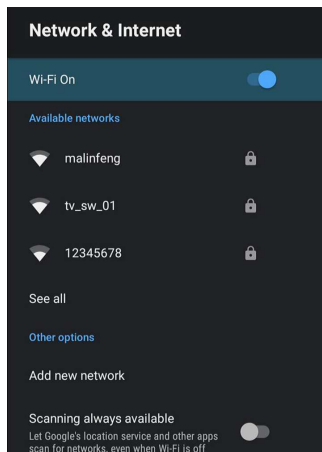 Network & Internet
Wi-Fi On
Available networks
malinfeng
tv_sw_01
12345678
See all
Other options
Add new network
Scanning always available
Let Google's location service and other apps
scan for networks, even when Wi-Fi is off